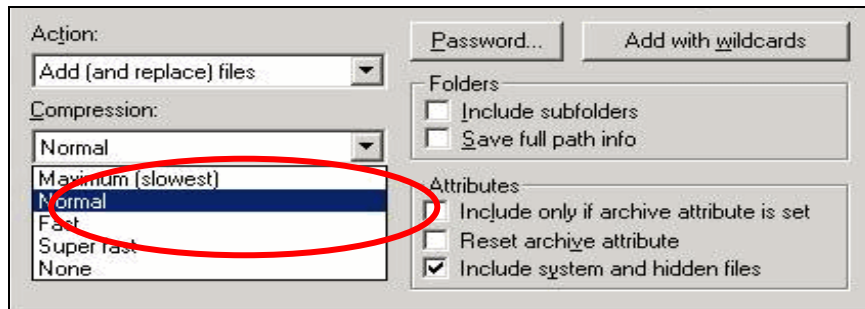 Action:
Add (and replace) files
Compression:
Normal
Maximum (slowest)
Normal
Fast
Super fast
None
Password...
Add with wildcards
Folders
Include subfolders
Save full path info
Attributes
Include only if archive attribute is set
Reset archive attribute
Include system and hidden files